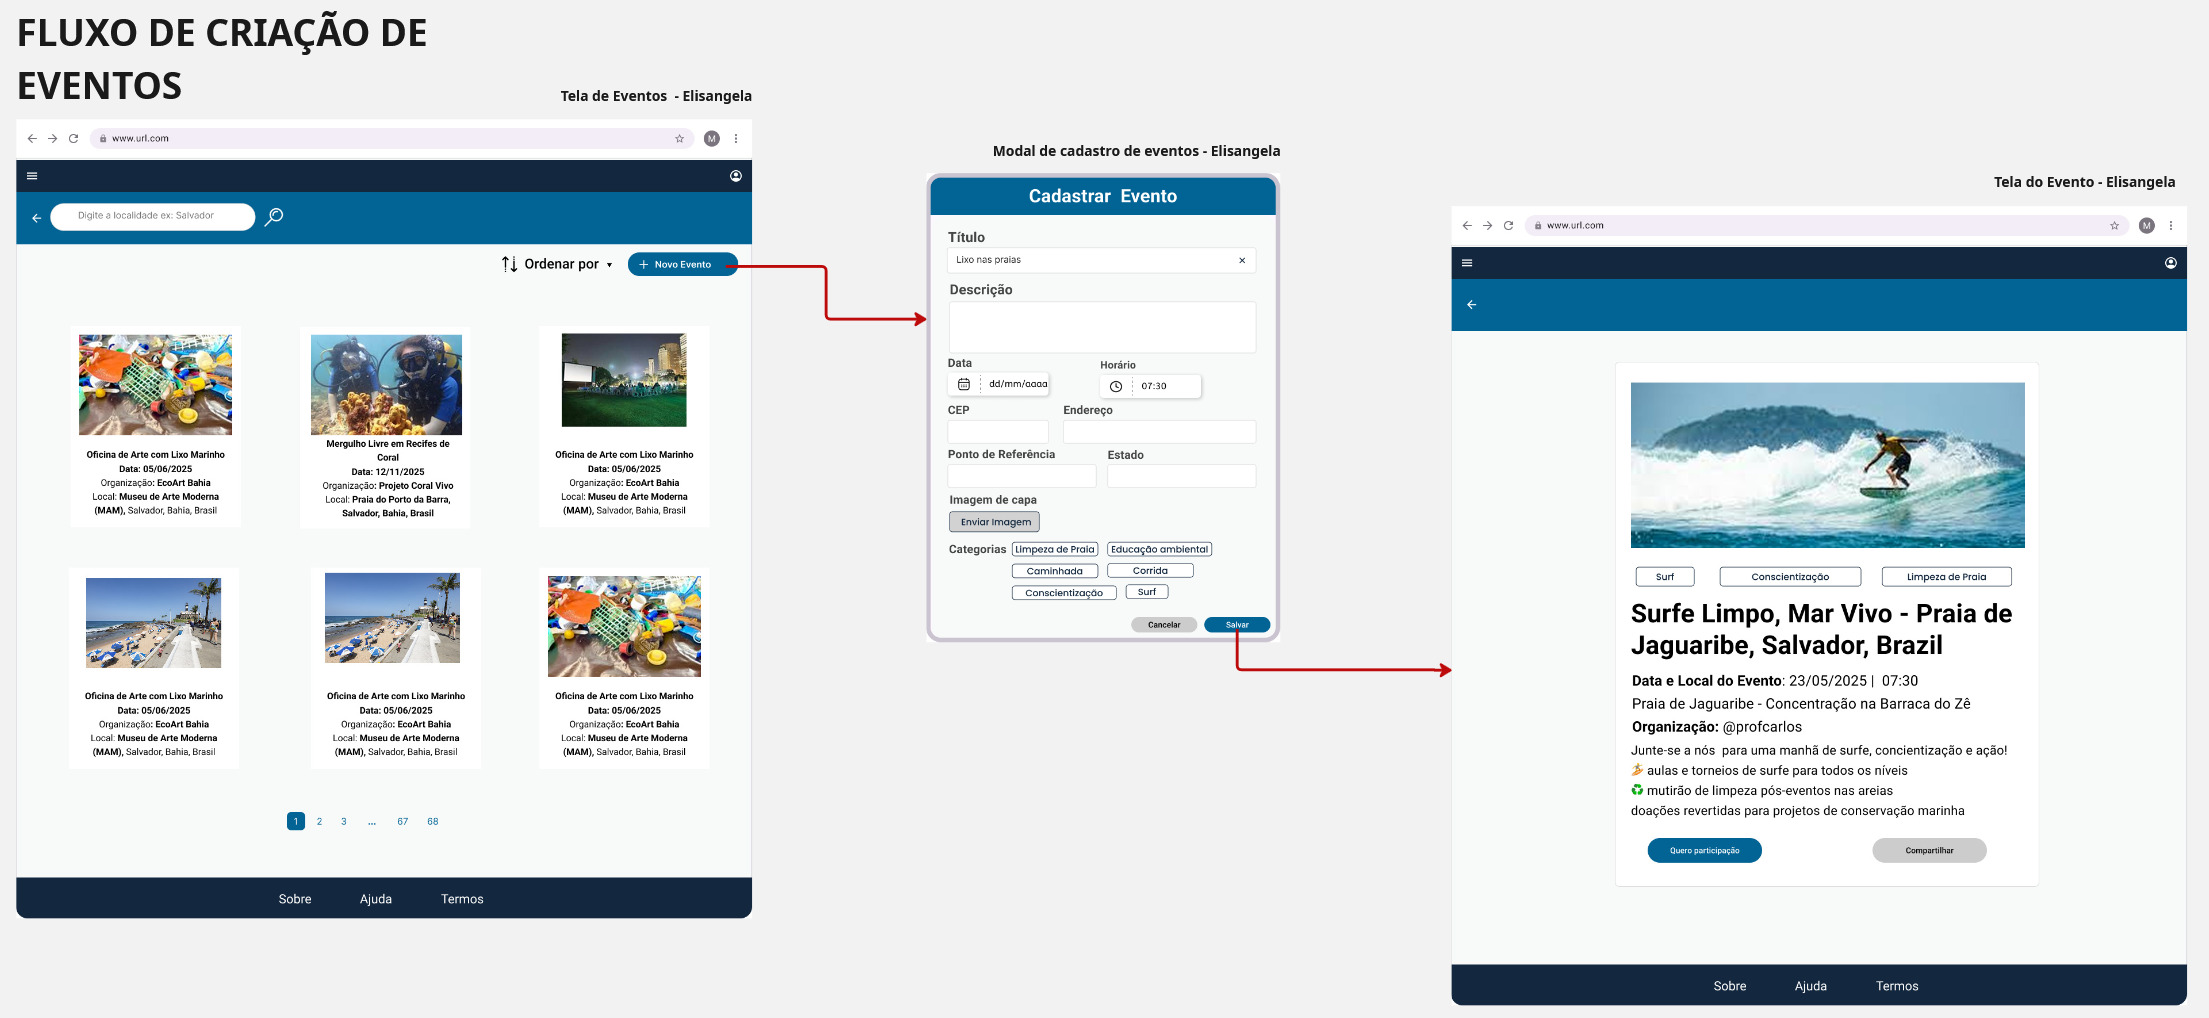 FLUXO DE CRIAÇÃO DE
EVENTOS
Tela de Eventos - Elisangela
www.url.com
M
Digite a localidade ex: Salvador
Ordenar por
+ Novo Evento
Oficina de Arte com Lixo Marinho
Data: 05/06/2025
Organização: EcoArt Bahia
Local: Museu de Arte Moderna
(MAM), Salvador, Bahia, Brasil
Mergulho Livre em Recifes de
Coral
Data: 12/11/2025
Organização: Projeto Coral Vivo
Local: Praia do Porto da Barra,
Salvador, Bahia, Brasil
Oficina de Arte com Lixo Marinho
Data: 05/06/2025
Organização: EcoArt Bahia
Local: Museu de Arte Moderna
(MAM), Salvador, Bahia, Brasil
Oficina de Arte com Lixo Marinho
Data: 05/06/2025
Organização: EcoArt Bahia
Local: Museu de Arte Moderna
(MAM), Salvador, Bahia, Brasil
Oficina de Arte com Lixo Marinho
Data: 05/06/2025
Organização: EcoArt Bahia
Local: Museu de Arte Moderna
(MAM), Salvador, Bahia, Brasil
Oficina de Arte com Lixo Marinho
Data: 05/06/2025
Organização: EcoArt Bahia
Local: Museu de Arte Moderna
(MAM), Salvador, Bahia, Brasil
1 2 3 ... 67 68
Sobre Ajuda Termos
Modal de cadastro de eventos - Elisangela
Cadastrar Evento
Título
Lixo nas praias
Descrição
Data Horário
dd/mm/aaaa 07:30
CEP Endereço
Ponto de Referência Estado
Imagem de capa
Enviar Imagem
Categorias Limpeza de Praia Educação ambiental
Caminhada Corrida
Conscientização Surf
Cancelar Salvar
Tela do Evento - Elisangela
www.url.com
M
Surf Conscientização Limpeza de Praia
Surfe Limpo, Mar Vivo - Praia de
Jaguaribe, Salvador, Brazil
Data e Local do Evento: 23/05/2025 | 07:30
Praia de Jaguaribe - Concentração na Barraca do Zê
Organização: @profcarlos
Junte-se a nós para uma manhã de surfe, concientização e ação!
🏄 aulas e torneios de surfe para todos os níveis
♻ mutirão de limpeza pós-eventos nas areias
doações revertidas para projetos de conservação marinha
Quero participação Compartilhar
Sobre Ajuda Termos